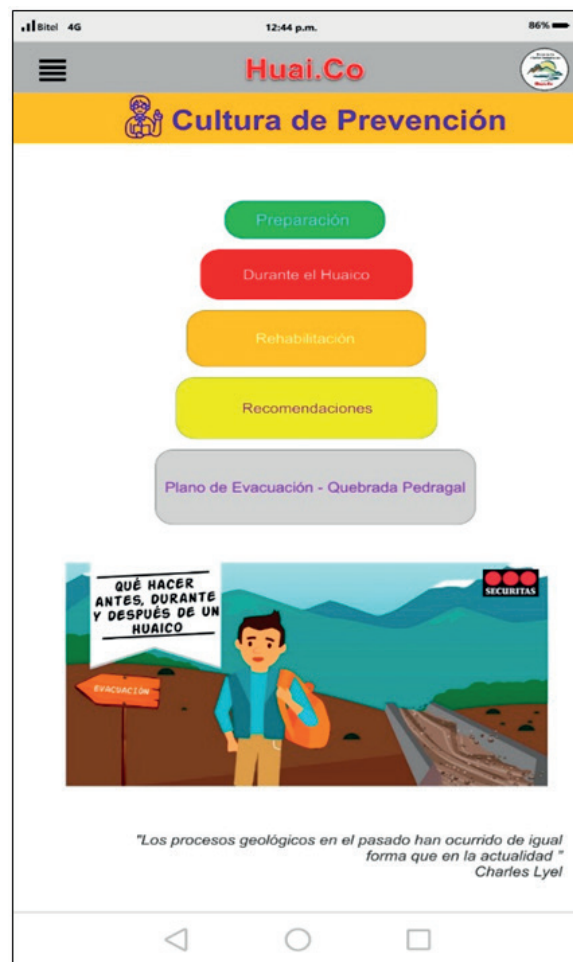 Bitel 4G 12:44 p.m. 86%
Huai.Co
Cultura de Prevención
Preparación
Durante el Huaico
Rehabilitación
Recomendaciones
Plano de Evacuación - Quebrada Pedragal
QUÉ HACER
ANTES, DURANTE
Y DESPUÉS DE UN
HUAICO
SECURITAS
EVACUACIÓN
"Los procesos geológicos en el pasado han ocurrido de igual
forma que en la actualidad "
Charles Lyel